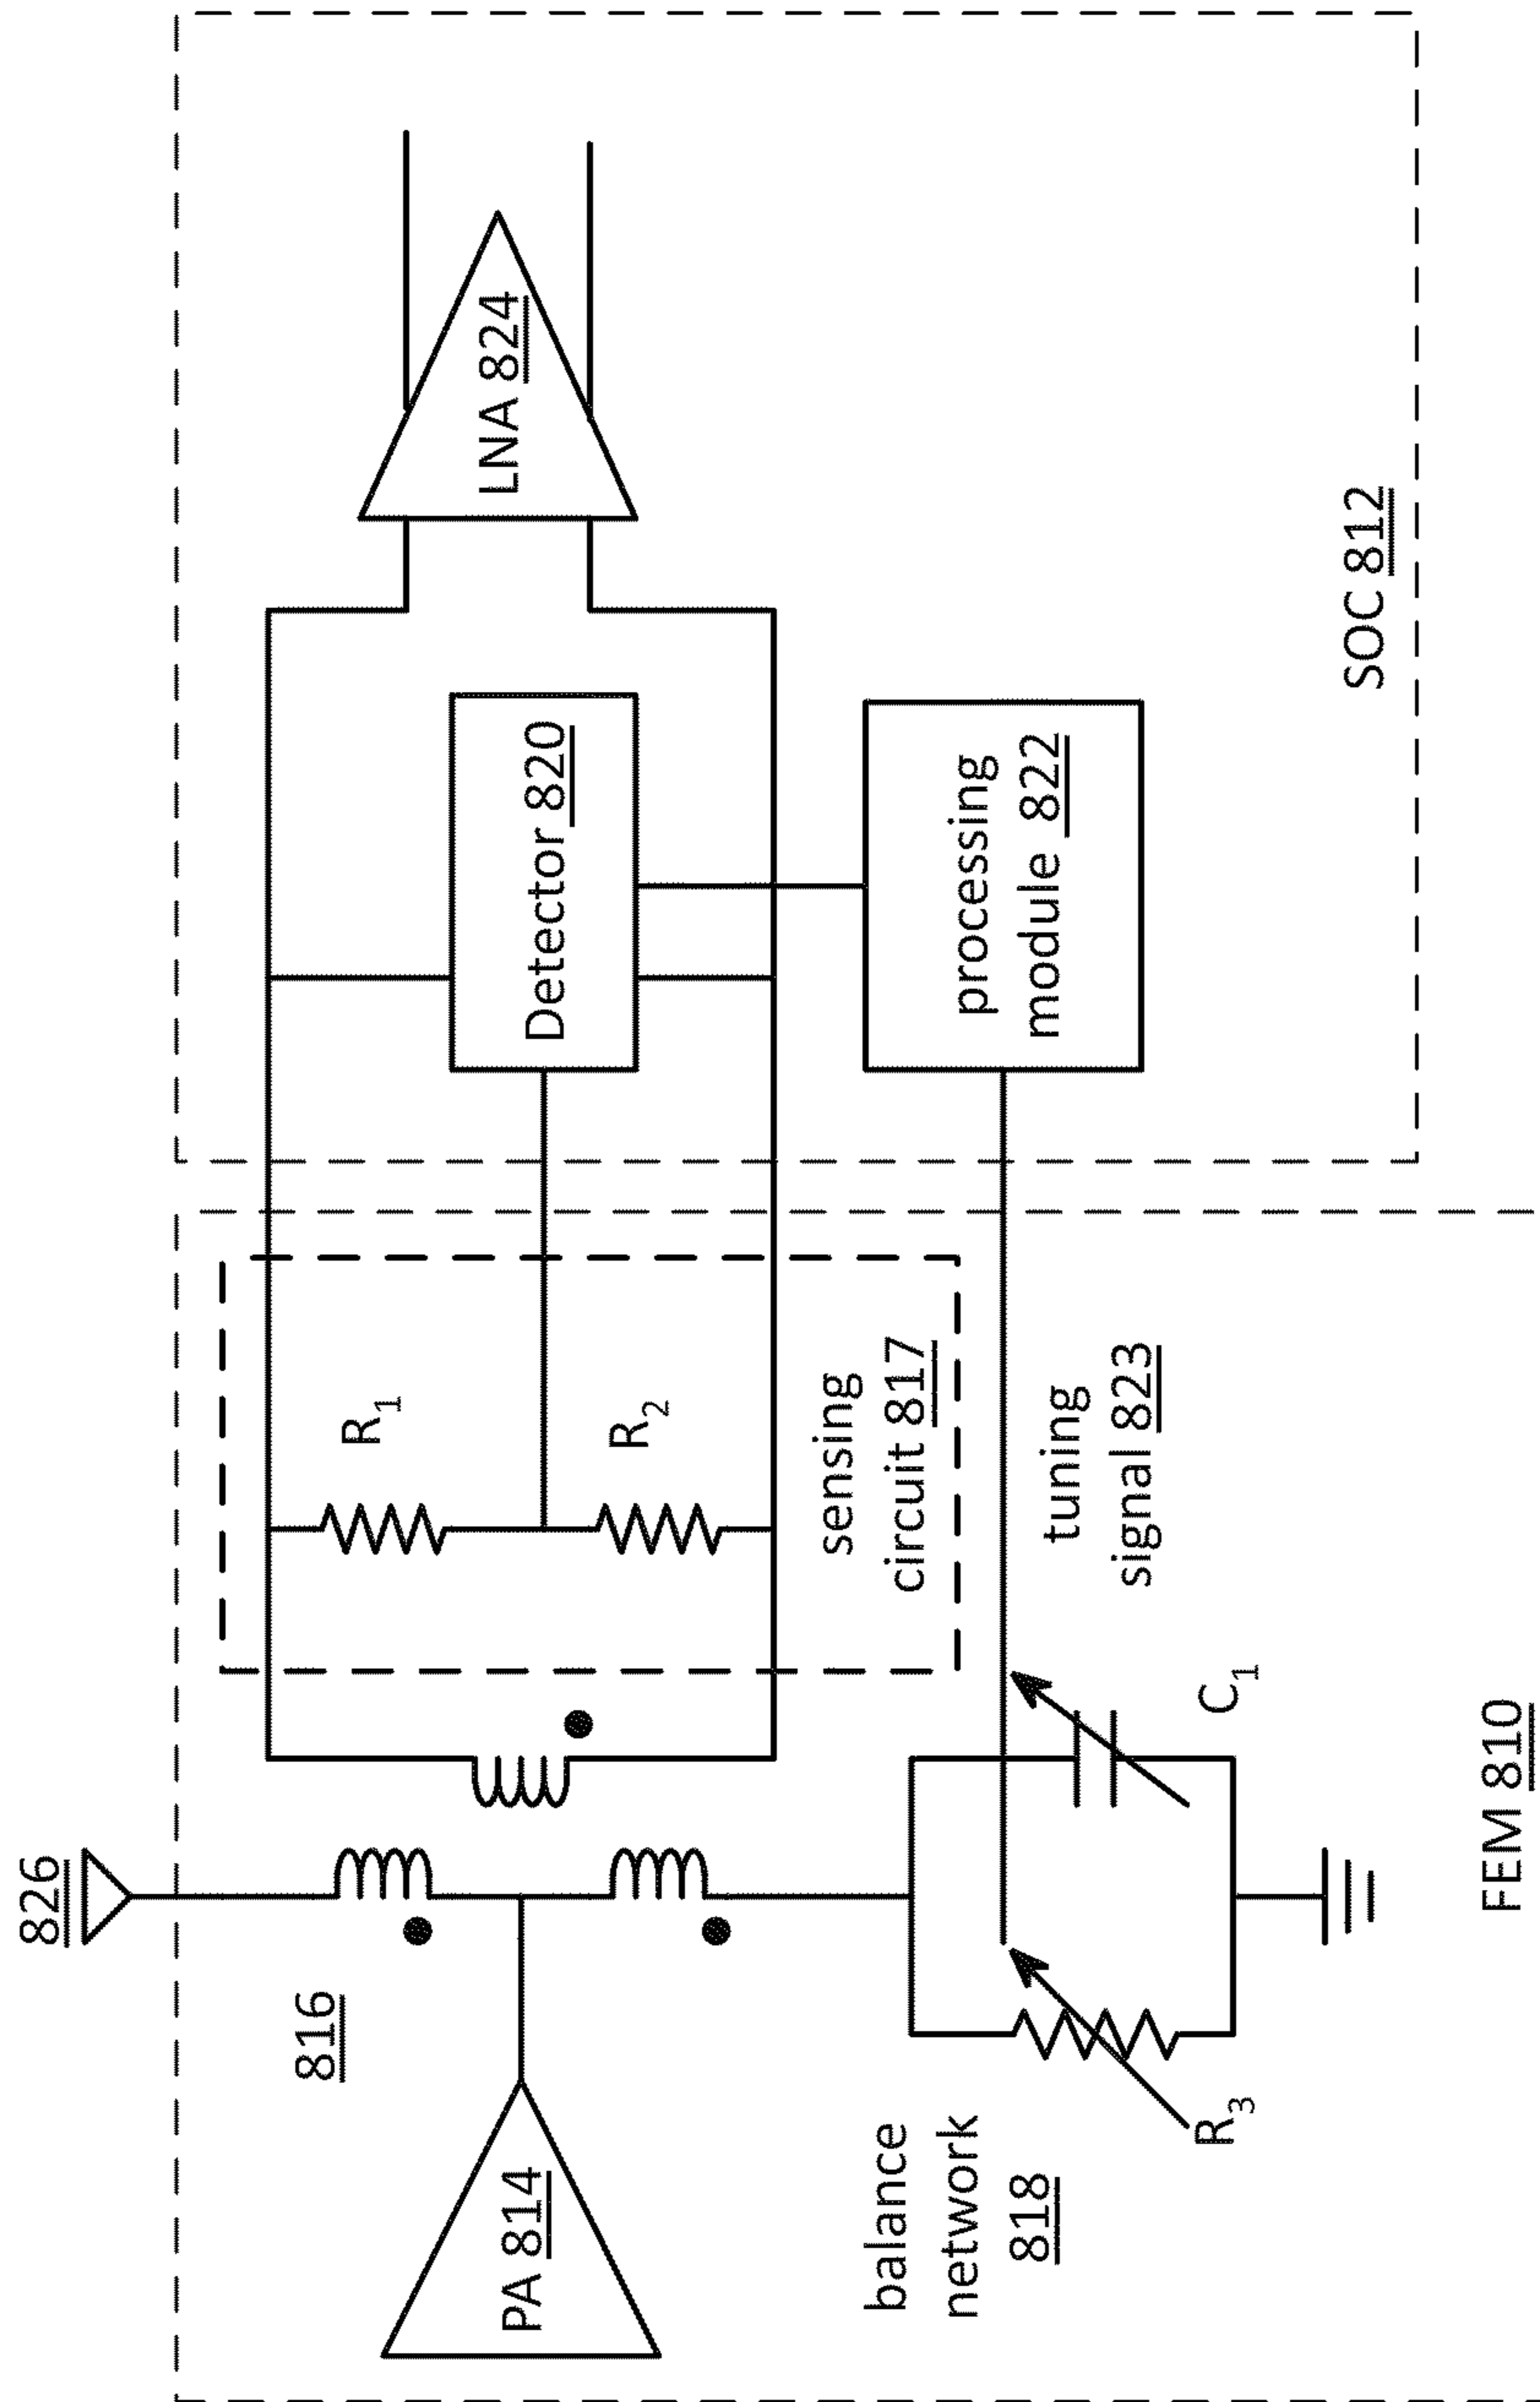 826
816
PA 814
balance
network
818
R3
C1
FEM 810
R1
R2
sensing
circuit 817
tuning
signal 823
Detector 820
processing
module 822
LNA 824
SOC 812